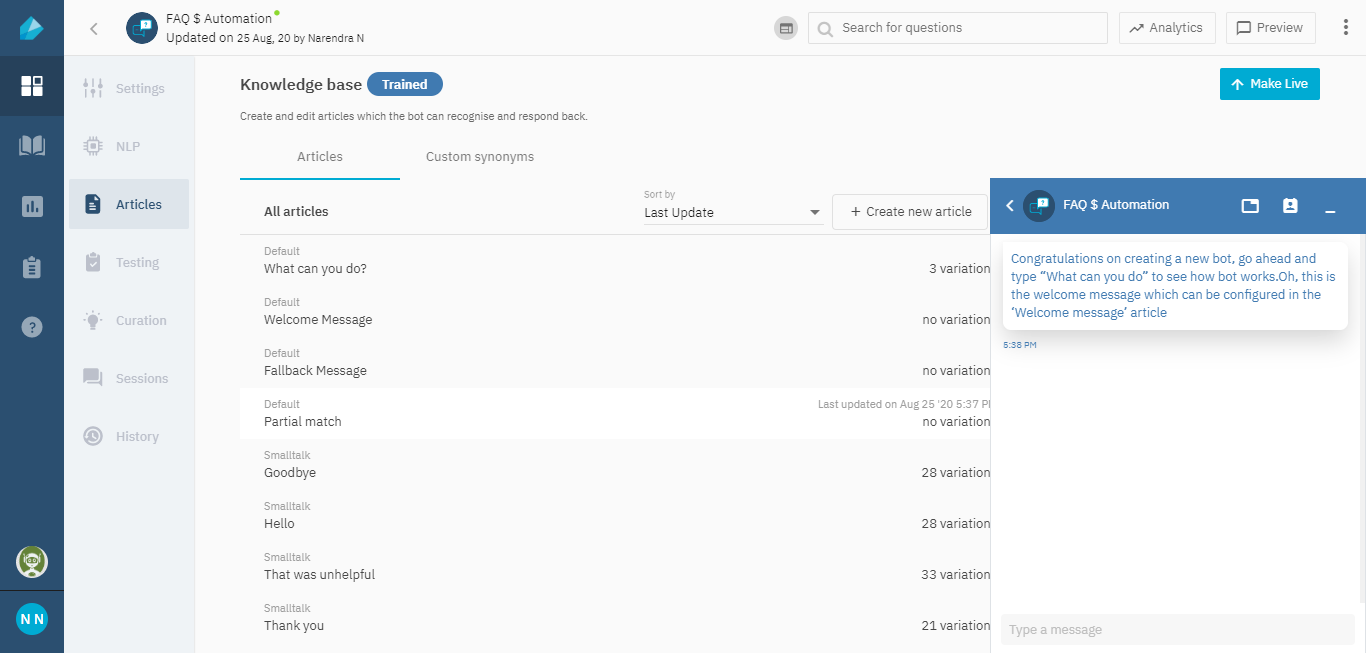 FAQ $ Automation
Updated on 25 Aug, 20 by Narendra N
Search for questions
Analytics
Preview
Settings
NLP
Articles
Testing
Curation
Sessions
History
N N
Knowledge base
Trained
Make Live
Create and edit articles which the bot can recognise and respond back.
Articles
Custom synonyms
All articles
Sort by
Last Update
+ Create new article
Default
What can you do?
3 variation
Default
Welcome Message
no variation
Default
Fallback Message
no variation
Default
Last updated on Aug 25 '20 5:37 P
Partial match
no variation
Smalltalk
Goodbye
28 variation
Smalltalk
Hello
28 variation
Smalltalk
That was unhelpful
33 variation
Smalltalk
Thank you
21 variation
FAQ $ Automation
Congratulations on creating a new bot, go ahead and
type “What can you do” to see how bot works.Oh, this is
the welcome message which can be configured in the
‘Welcome message’ article
5:38 PM
Type a message